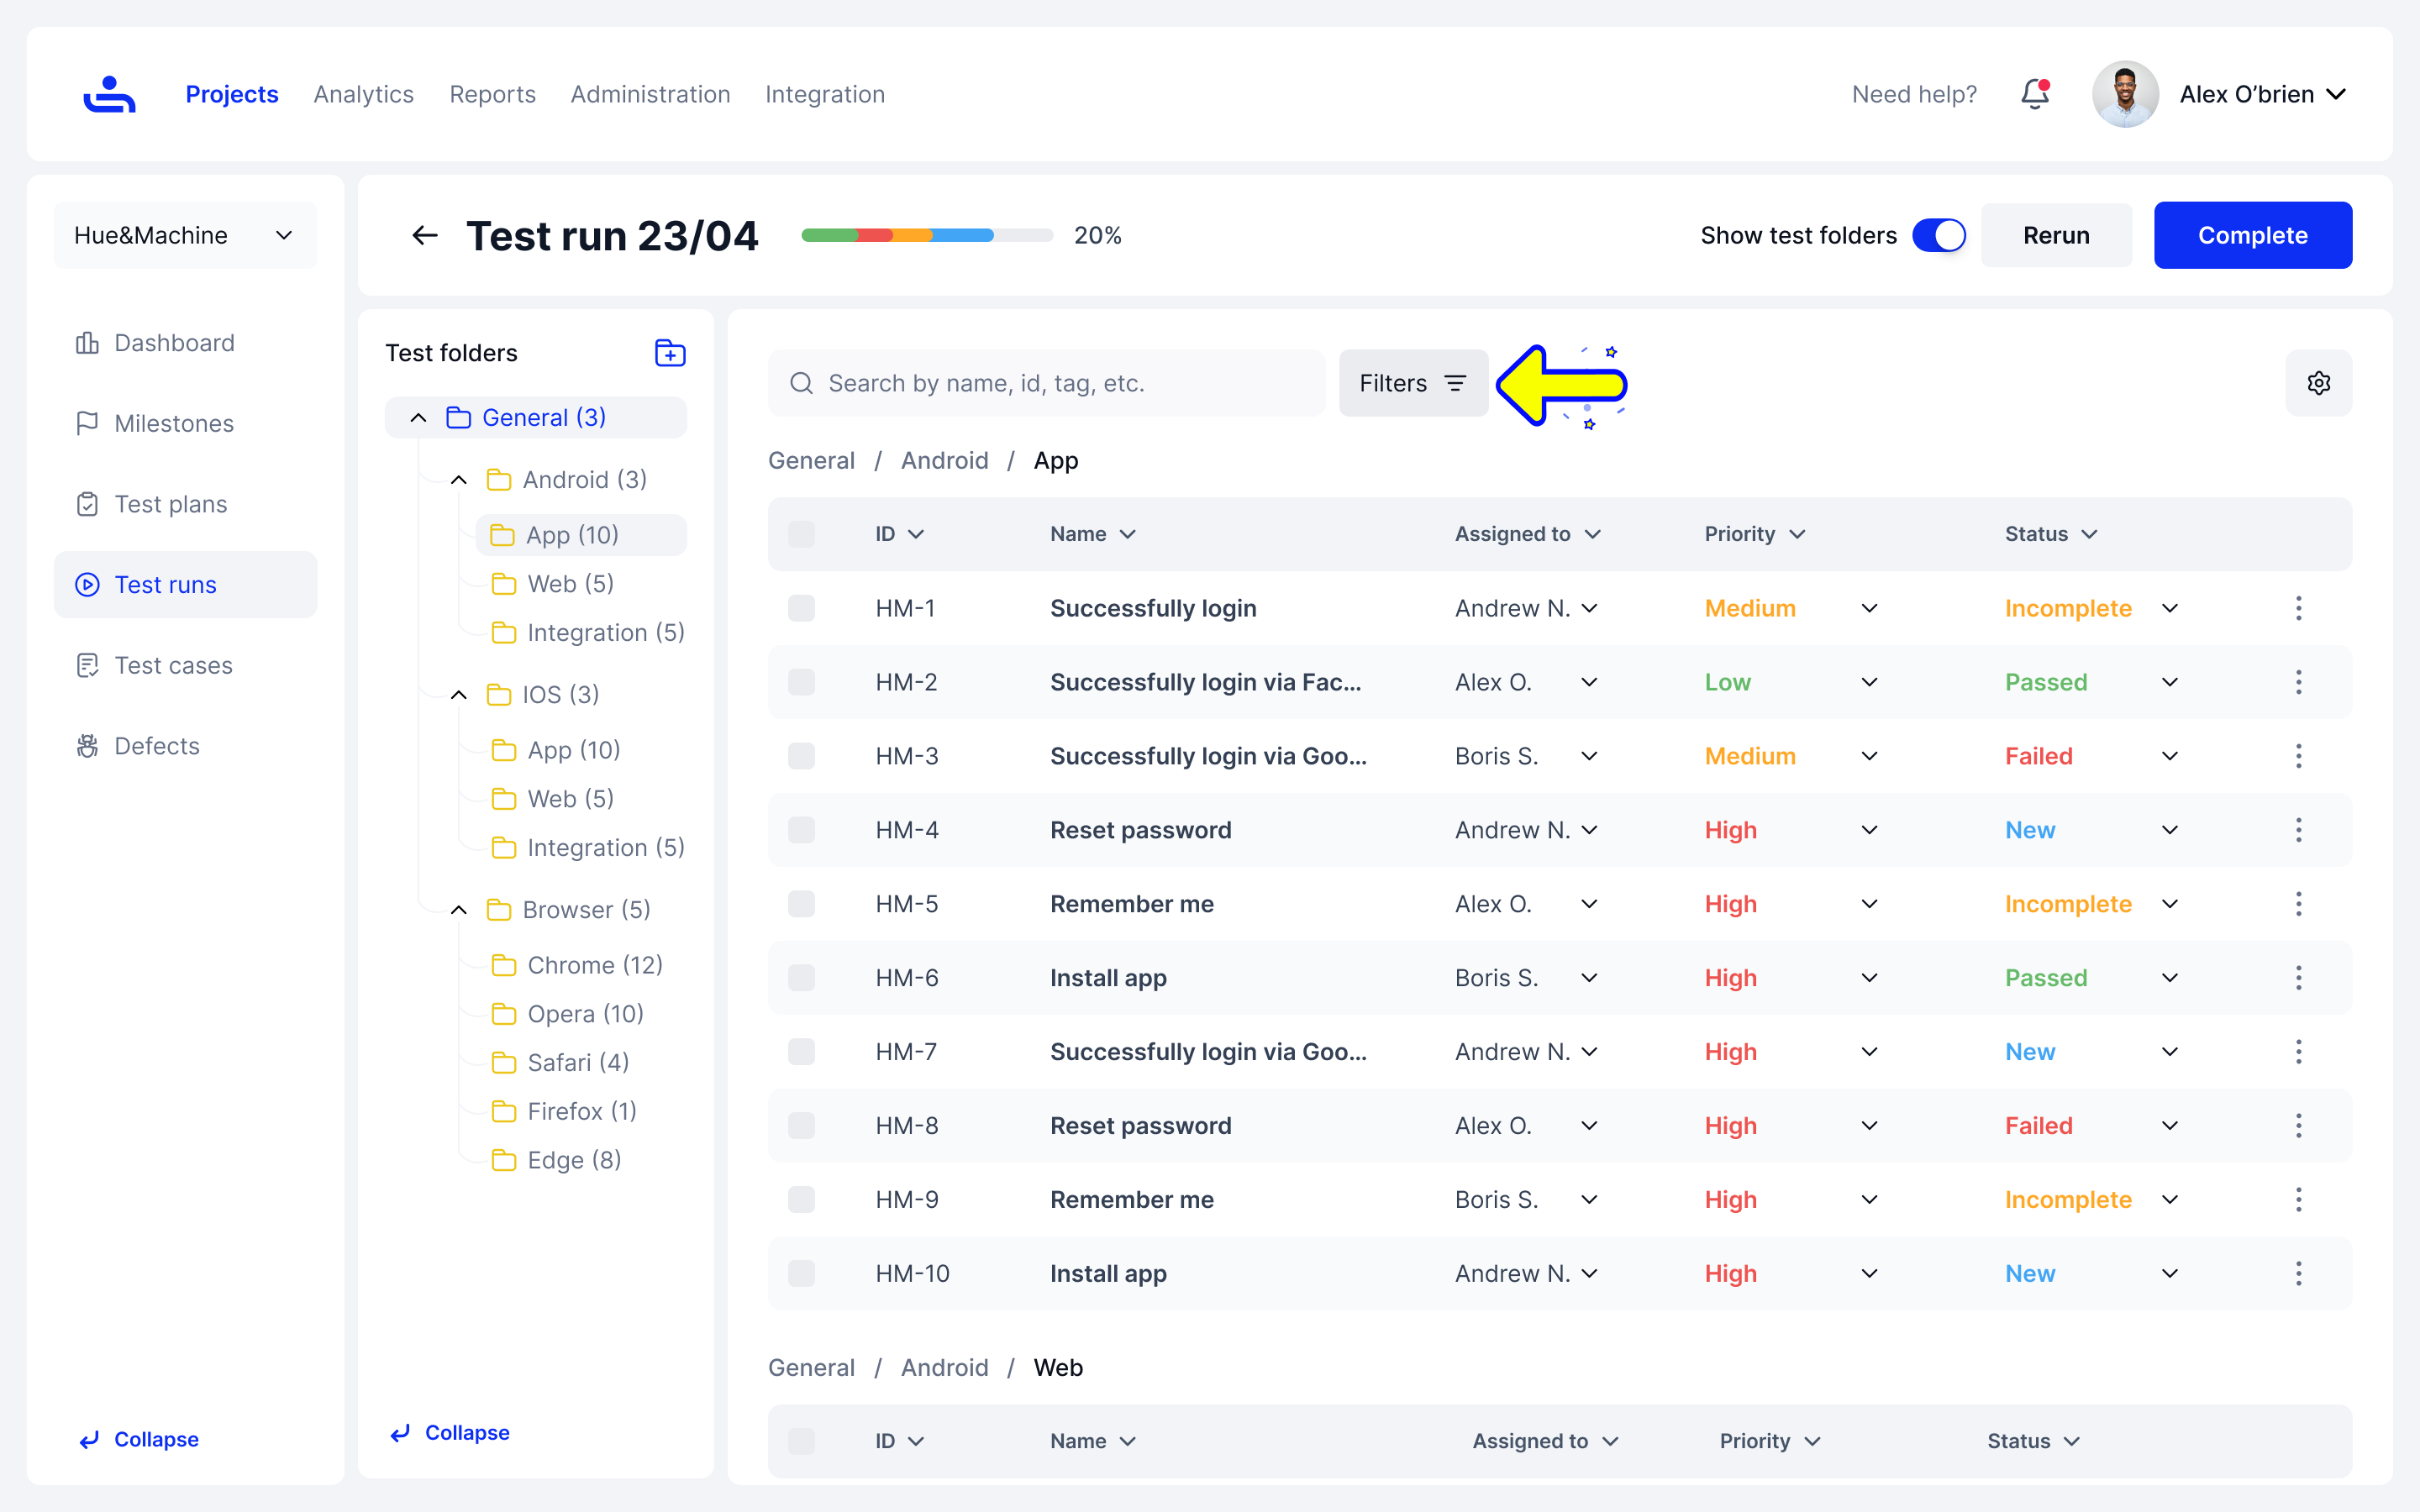 Projects Analytics Reports Administration Integration Need help? Alex O’brien
Hue&Machine
Dashboard
Milestones
Test plans
Test runs
Test cases
Defects
Collapse
Test run 23/04 20% Show test folders Rerun Complete
Test folders
General (3)
Android (3)
App (10)
Web (5)
Integration (5)
IOS (3)
App (10)
Web (5)
Integration (5)
Browser (5)
Chrome (12)
Opera (10)
Safari (4)
Firefox (1)
Edge (8)
Collapse
Search by name, id, tag, etc. Filters
General / Android / App
ID Name Assigned to Priority Status
HM-1 Successfully login Andrew N. Medium Incomplete
HM-2 Successfully login via Fac... Alex O. Low Passed
HM-3 Successfully login via Goo... Boris S. Medium Failed
HM-4 Reset password Andrew N. High New
HM-5 Remember me Alex O. High Incomplete
HM-6 Install app Boris S. High Passed
HM-7 Successfully login via Goo... Andrew N. High New
HM-8 Reset password Alex O. High Failed
HM-9 Remember me Boris S. High Incomplete
HM-10 Install app Andrew N. High New
General / Android / Web
ID Name Assigned to Priority Status